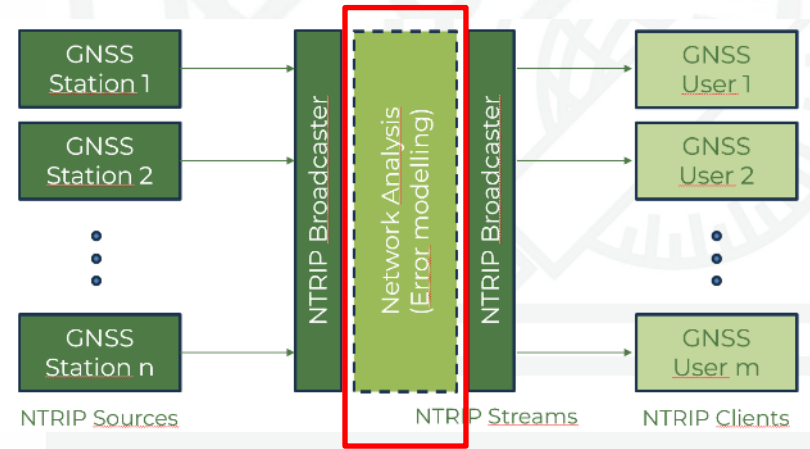 GNSS
Station 1
GNSS
Station 2
GNSS
Station n
NTRIP Sources
NTRIP Broadcaster
Network Analysis
(Error modelling)
NTRIP Broadcaster
NTRIP Streams
GNSS
User 1
GNSS
User 2
GNSS
User m
NTRIP Clients